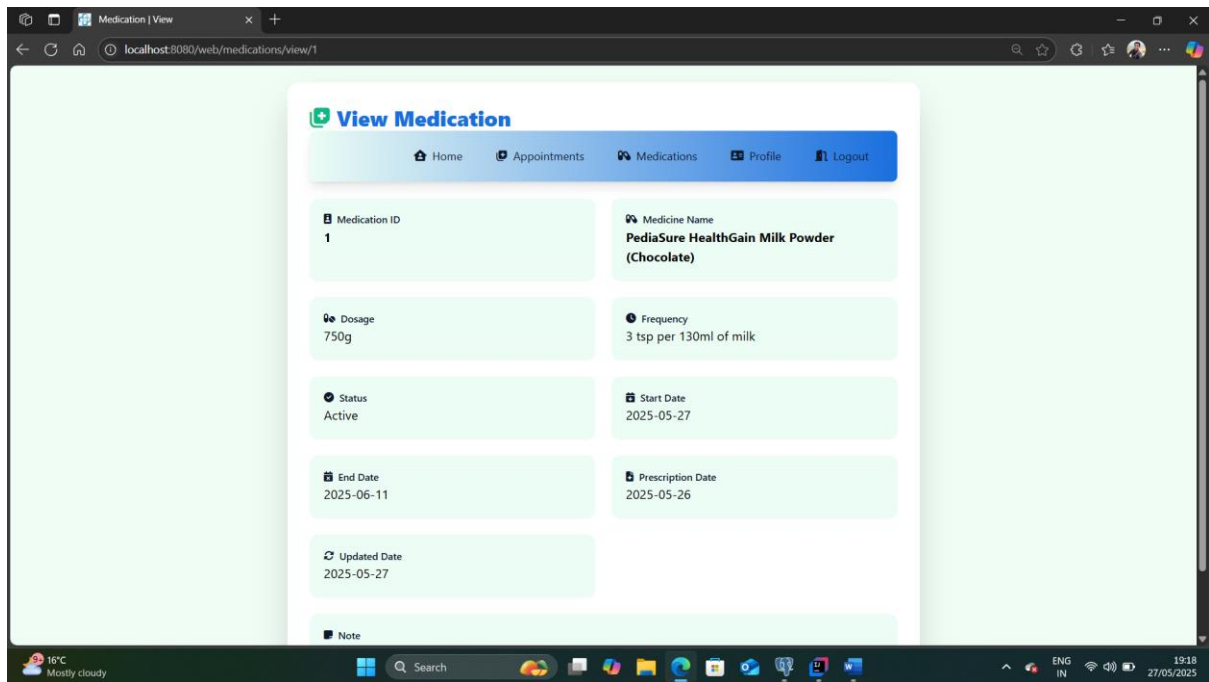 Medication | View
localhost:8080/web/medications/view/1
View Medication
Home Appointments Medications Profile Logout
Medication ID
1
Medicine Name
PediaSure HealthGain Milk Powder
(Chocolate)
Dosage
750g
Frequency
3 tsp per 130ml of milk
Status
Active
Start Date
2025-05-27
End Date
2025-06-11
Prescription Date
2025-05-26
Updated Date
2025-05-27
Note
9+
16°C
Mostly cloudy
Search
ENG
IN
19:18
27/05/2025